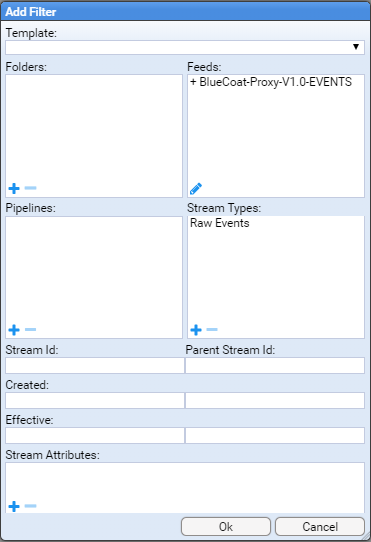 Add Filter
Template:
Folders: Feeds:
+ BlueCoat-Proxy-V1.0-EVENTS
Pipelines: Stream Types:
Raw Events
Stream Id: Parent Stream Id:
Created:
Effective:
Stream Attributes:
Ok Cancel